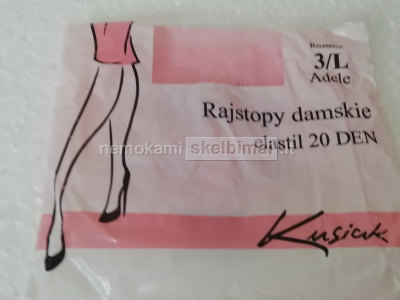 Rozmiar
3/L
Adele
Rajstopy damskie
elastil 20 DEN
nemokami skelbimai.lt
Kusiak